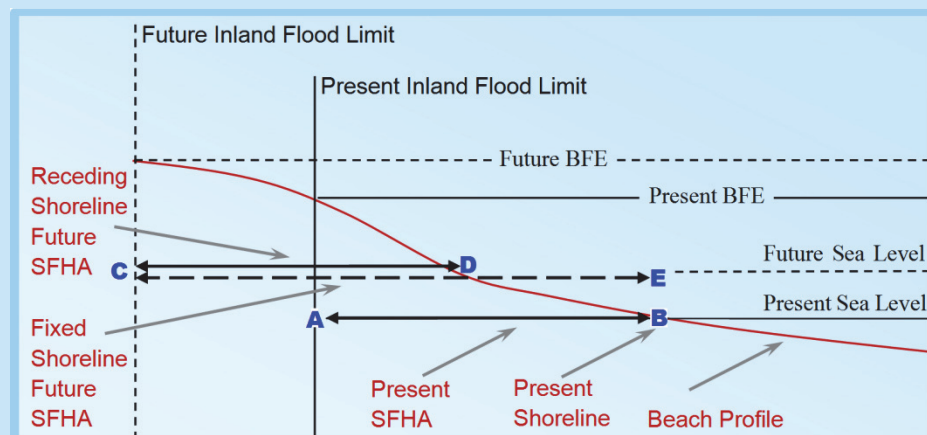 Future Inland Flood Limit
Present Inland Flood Limit
Future BFE
Receding
Shoreline
Future
SFHA
Present BFE
Future Sea Level
C
D
E
Present Sea Level
A
B
Fixed
Shoreline
Future
SFHA
Present
SFHA
Present
Shoreline
Beach Profile